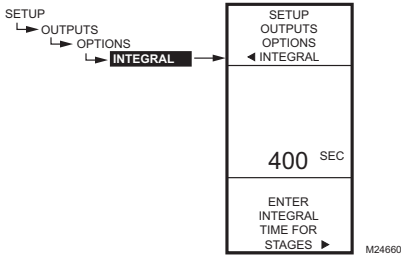 SETUP
OUTPUTS
OPTIONS
INTEGRAL
SETUP
OUTPUTS
OPTIONS
◄ INTEGRAL
400 SEC
ENTER
INTEGRAL
TIME FOR
STAGES ►
M24660